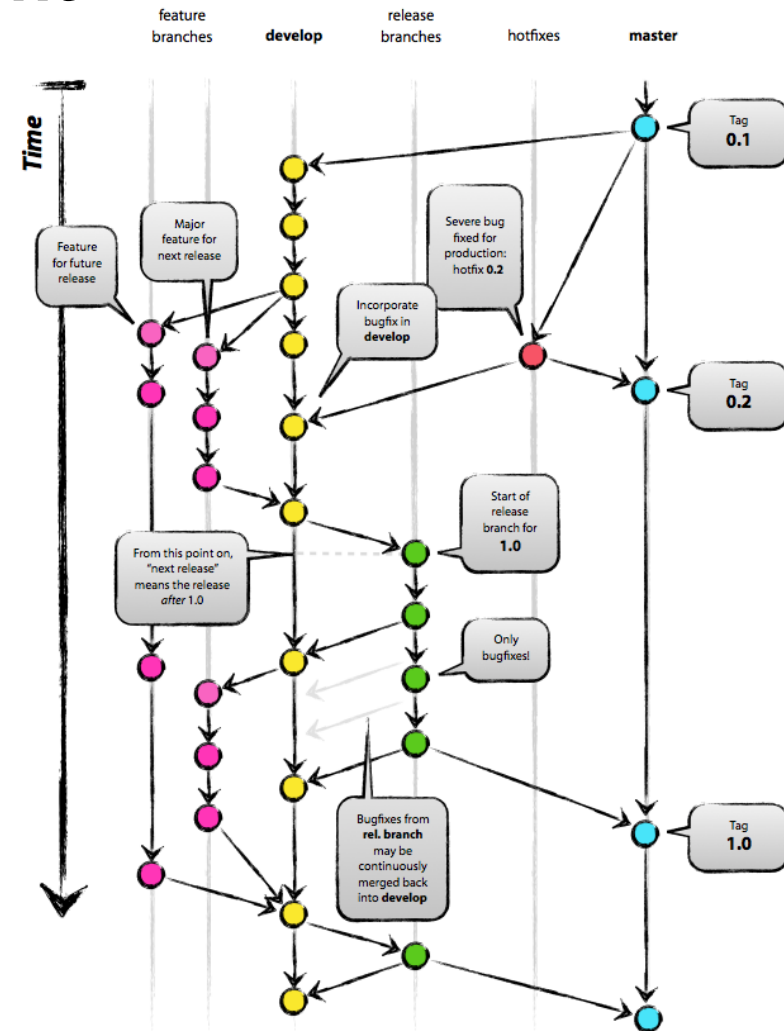 feature
branches
develop
release
branches
hotfixes
master
Time
Tag
0.1
Major
feature for
next release
Severe bug
fixed for
production:
hotfix 0.2
Feature
for future
release
Incorporate
bugfix in
develop
Tag
0.2
Start of
release
branch for
1.0
From this point on,
“next release”
means the release
after 1.0
Only
bugfixes!
Bugfixes from
rel. branch
may be
continuously
merged back
into develop
Tag
1.0